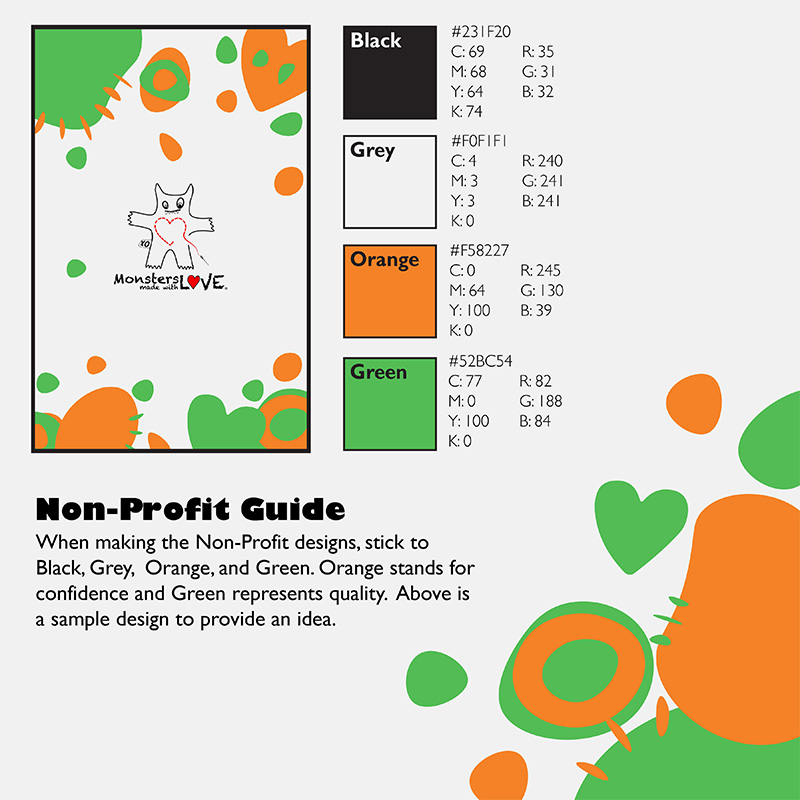 XO
Monsters
made with LOVE
Black
#231F20
C: 69 R: 35
M: 68 G: 31
Y: 64 B: 32
K: 74
Grey
#F0F1F1
C: 4 R: 240
M: 3 G: 241
Y: 3 B: 241
K: 0
Orange
#F58227
C: 0 R: 245
M: 64 G: 130
Y: 100 B: 39
K: 0
Green
#52BC54
C: 77 R: 82
M: 0 G: 188
Y: 100 B: 84
K: 0
Non-Profit Guide
When making the Non-Profit designs, stick to
Black, Grey, Orange, and Green. Orange stands for
confidence and Green represents quality. Above is
a sample design to provide an idea.